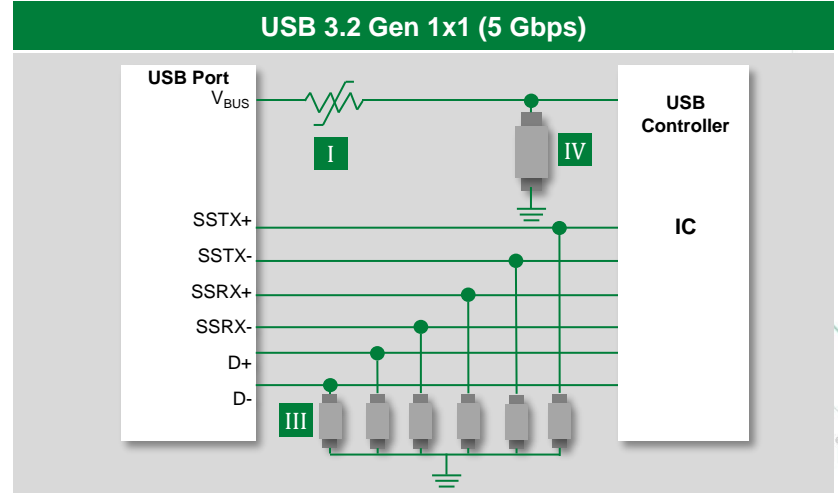 USB 3.2 Gen 1x1 (5 Gbps)
USB Port
VBUS
I
IV
USB
Controller
SSTX+
IC
SSTX-
SSRX+
SSRX-
D+
D-
III